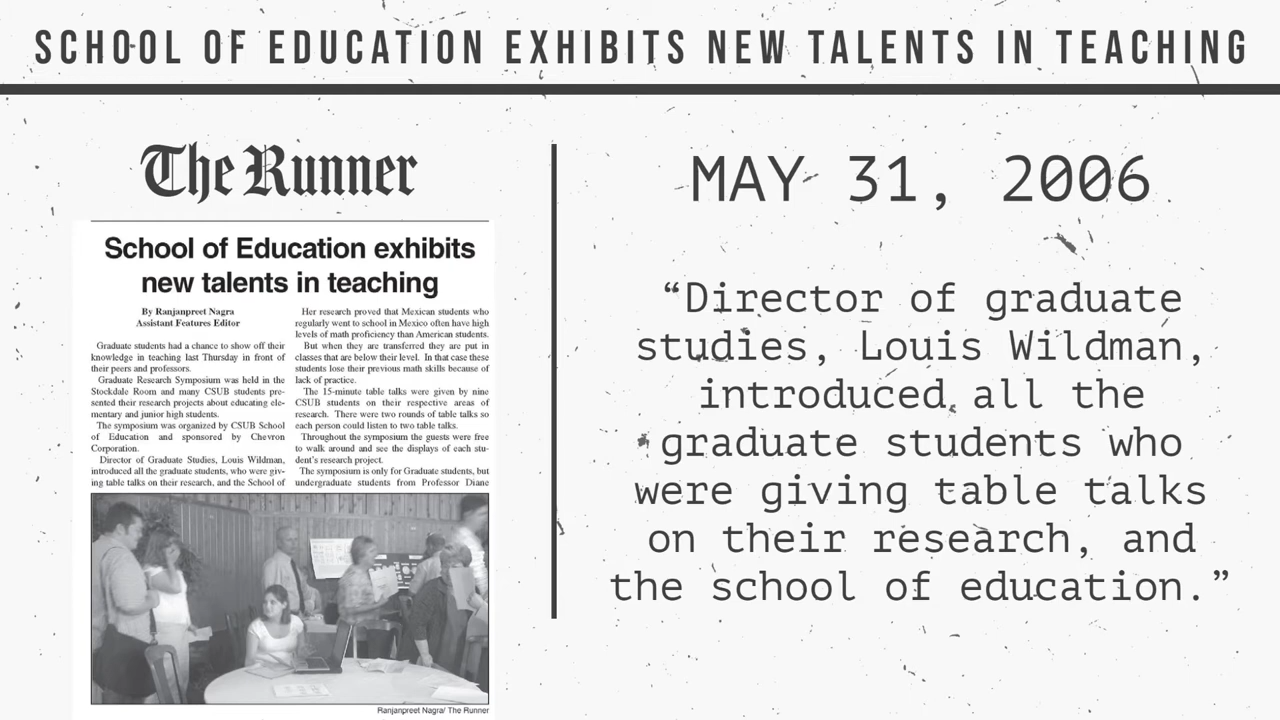 SCHOOL OF EDUCATION EXHIBITS NEW TALENTS IN TEACHING
The Runner
School of Education exhibits
new talents in teaching
By Ranjanpreet Nagra
Assistant Features Editor
Graduate students had a chance to show off their
knowledge in teaching last Thursday in front of
their peers and professors.
Graduate Research Symposium was held in the
Stockdale Room and many CSUB students pre-
sented their research projects about educating ele-
mentary and junior high students.
The symposium was organized by CSUB School
of Education and sponsored by Chevron
Corporation.
Director of Graduate Studies, Louis Wildman,
introduced all the graduate students, who were giv-
ing table talks on their research, and the School of
Her research proved that Mexican students who
regularly went to school in Mexico often have high
levels of math proficiency than American students.
But when they are transferred they are put in
classes that are below their level. In that case these
students lose their previous math skills because of
lack of practice.
The 15-minute table talks were given by nine
CSUB students on their respective areas of
research. There were two rounds of table talks so
each person could listen to two table talks.
Throughout the symposium the guests were free
to walk around and see the displays of each stu-
dent's research project.
The symposium is only for Graduate students, but
undergraduate students from Professor Diane
Ranjanpreet Nagra/ The Runner
MAY 31, 2006
“Director of graduate
studies, Louis Wildman,
introduced all the
graduate students who
were giving table talks
on their research, and
the school of education.”